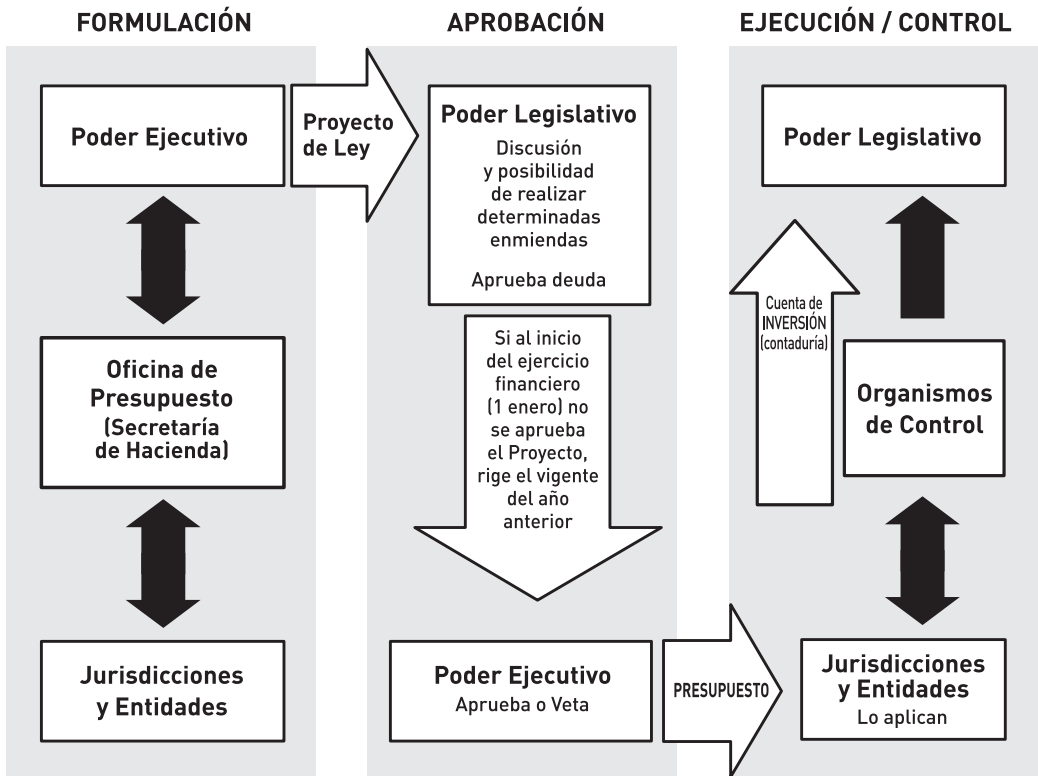 FORMULACIÓN
Poder Ejecutivo
Oficina de
Presupuesto
(Secretaría
de Hacienda)
Jurisdicciones
y Entidades
Proyecto
de Ley
APROBACIÓN
Poder Legislativo
Discusión
y posibilidad
de realizar
determinadas
enmiendas
Aprueba deuda
Si al inicio
del ejercicio
financiero
(1 enero) no
se aprueba
el Proyecto,
rige el vigente
del año
anterior
Poder Ejecutivo
Aprueba o Veta
PRESUPUESTO
EJECUCIÓN / CONTROL
Poder Legislativo
Cuenta de
INVERSIÓN
(contaduría)
Organismos
de Control
Jurisdicciones
y Entidades
Lo aplican